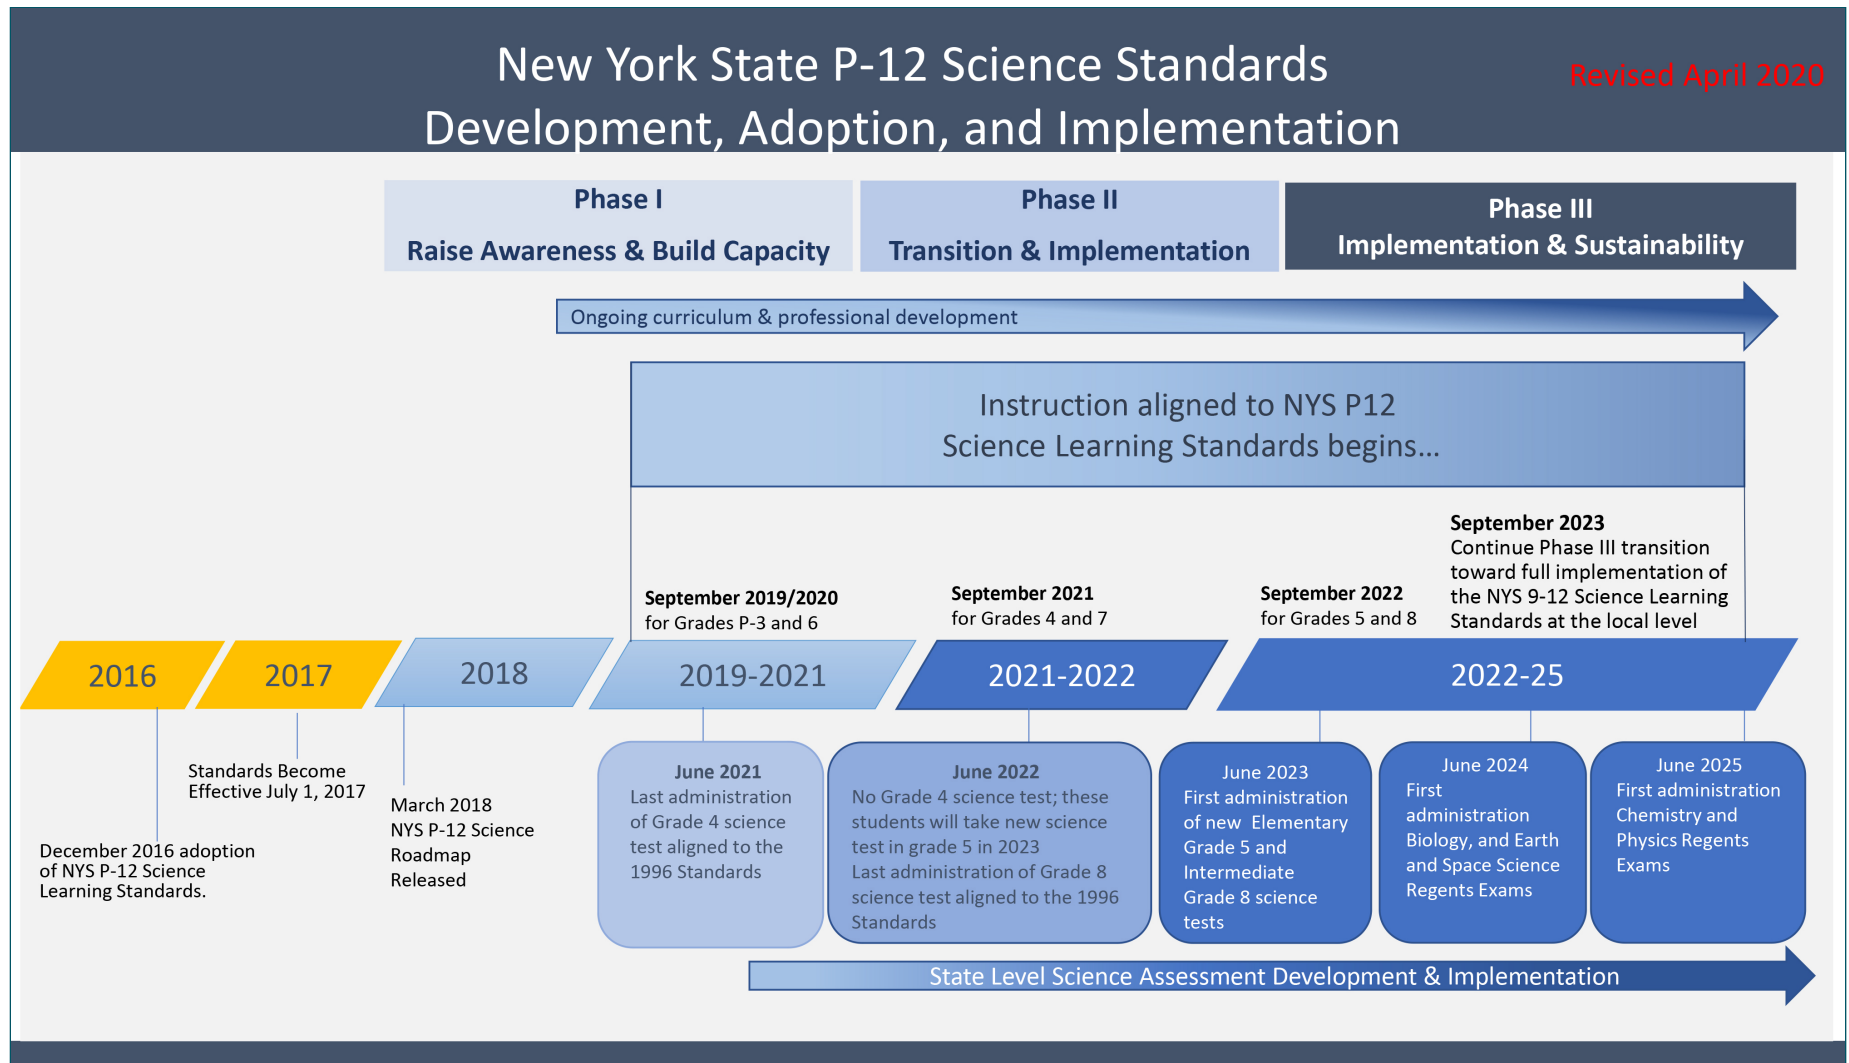 New York State P-12 Science Standards
Development, Adoption, and Implementation
Revised April 2020
Phase I
Raise Awareness & Build Capacity
Phase II
Transition & Implementation
Phase III
Implementation & Sustainability
Ongoing curriculum & professional development
Instruction aligned to NYS P12
Science Learning Standards begins...
September 2019/2020
for Grades P-3 and 6
September 2021
for Grades 4 and 7
September 2022
for Grades 5 and 8
September 2023
Continue Phase III transition
toward full implementation of
the NYS 9-12 Science Learning
Standards at the local level
2016
2017
2018
2019-2021
2021-2022
2022-25
December 2016 adoption
of NYS P-12 Science
Learning Standards.
Standards Become
Effective July 1, 2017
March 2018
NYS P-12 Science
Roadmap
Released
June 2021
Last administration
of Grade 4 science
test aligned to the
1996 Standards
June 2022
No Grade 4 science test; these
students will take new science
test in grade 5 in 2023
Last administration of Grade 8
science test aligned to the 1996
Standards
June 2023
First administration
of new Elementary
Grade 5 and
Intermediate
Grade 8 science
tests
June 2024
First
administration
Biology, and Earth
and Space Science
Regents Exams
June 2025
First administration
Chemistry and
Physics Regents
Exams
State Level Science Assessment Development & Implementation